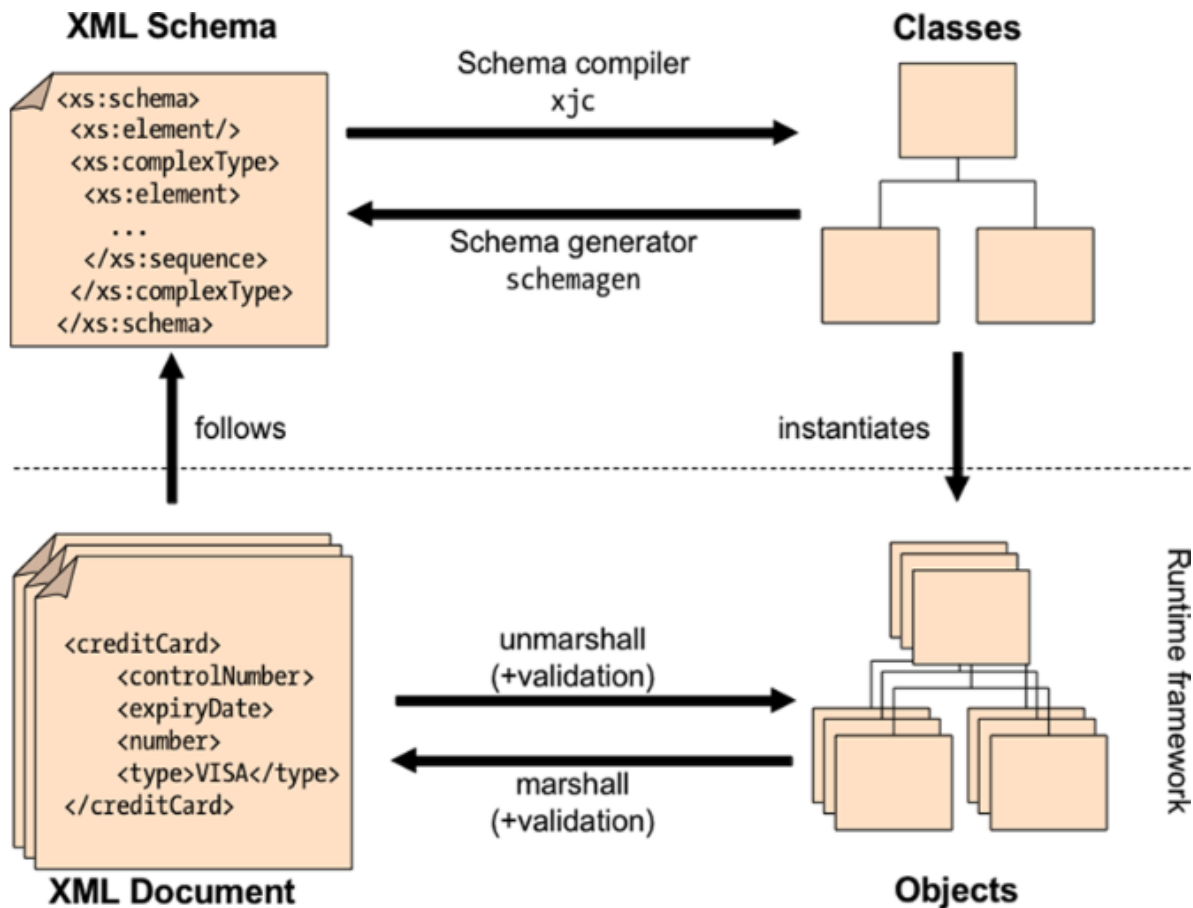 XML Schema
<xs:schema>
<xs:element/>
<xs:complexType>
<xs:element>
...
</xs:sequence>
</xs:complexType>
</xs:schema>
Schema compiler
xjc
Schema generator
schemagen
Classes
follows
instantiates
<creditCard>
<controlNumber>
<expiryDate>
<number>
<type>VISA</type>
</creditCard>
XML Document
unmarshall
(+validation)
marshall
(+validation)
Objects
Runtime framework